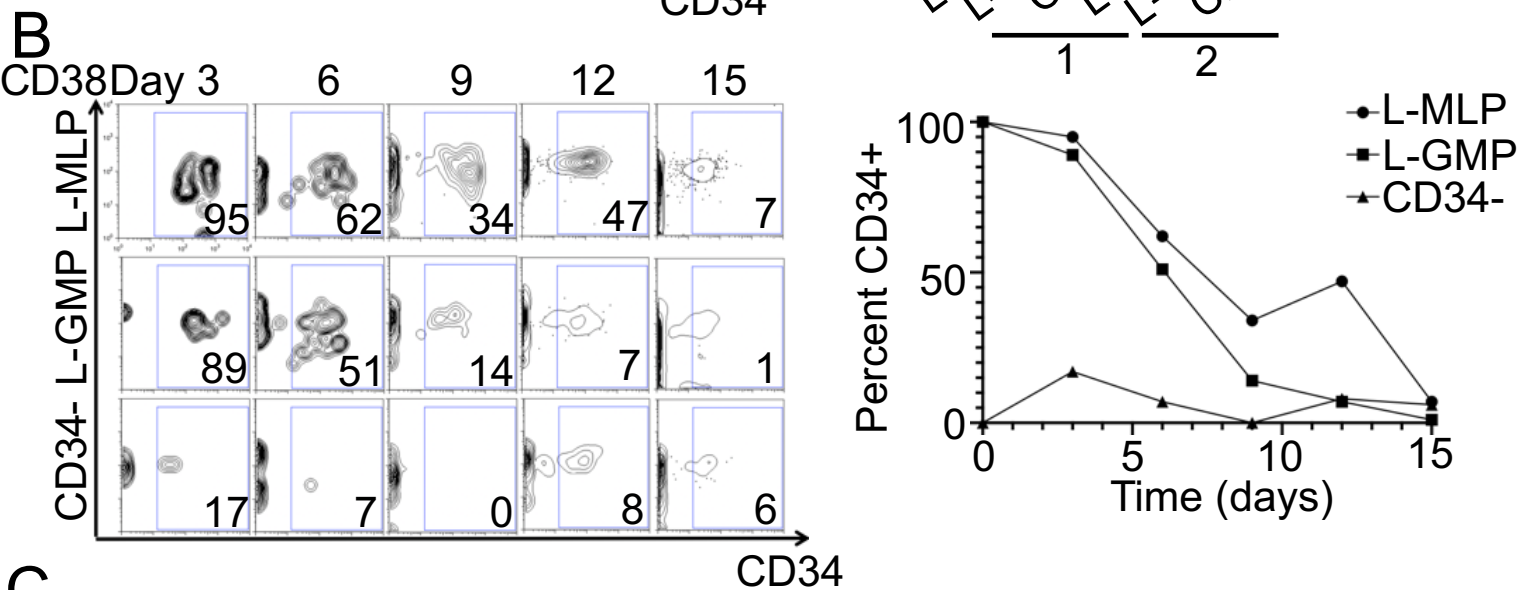 CD34
B
1
2
CD38 Day 3 6 9 12 15
L-MLP
95 62 34 47 7
L-GMP
89 51 14 7 1
CD34-
17 7 0 8 6
CD34
L-MLP
L-GMP
CD34-
Percent CD34+
100
50
0
0 5 10 15
Time (days)
C